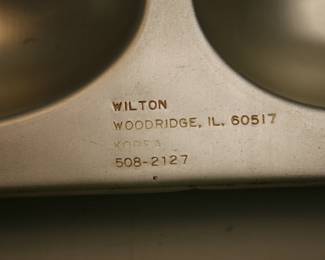 WILTON
WOODRIDGE, IL. 60517
KOREA
508-2127